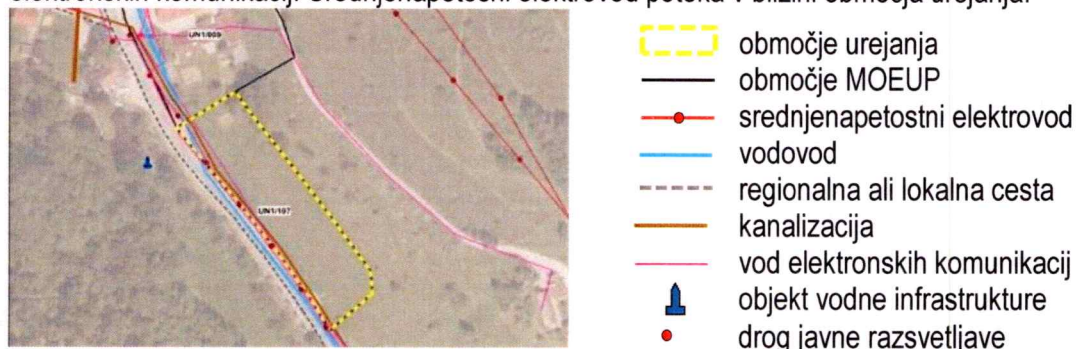 elektronskih komunikacij. Srednjenapetostni elektrovod poteka v bližini območja urejanja.
UN1/809
UN1/197
območje urejanja
območje MOEUP
srednjenapetostni elektrovod
vodovod
regionalna ali lokalna cesta
kanalizacija
vod elektronskih komunikacij
objekt vodne infrastrukture
drog javne razsvetljave